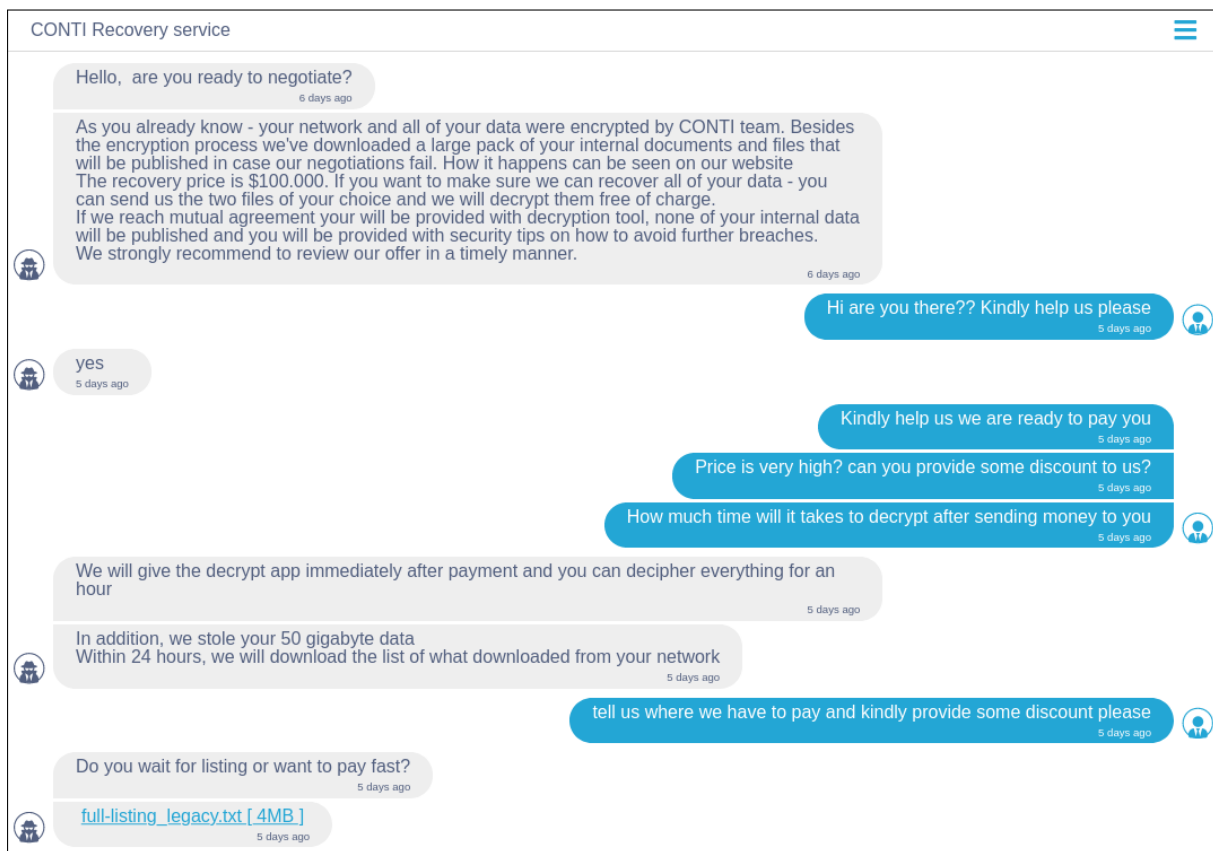 CONTI Recovery service
Hello,  are you ready to negotiate?
6 days ago
As you already know - your network and all of your data were encrypted by CONTI team. Besides
the encryption process we've downloaded a large pack of your internal documents and files that
will be published in case our negotiations fail. How it happens can be seen on our website
The recovery price is $100.000. If you want to make sure we can recover all of your data - you
can send us the two files of your choice and we will decrypt them free of charge.
If we reach mutual agreement your will be provided with decryption tool, none of your internal data
will be published and you will be provided with security tips on how to avoid further breaches.
We strongly recommend to review our offer in a timely manner.
6 days ago
Hi are you there?? Kindly help us please
5 days ago
yes
5 days ago
Kindly help us we are ready to pay you
5 days ago
Price is very high? can you provide some discount to us?
5 days ago
How much time will it takes to decrypt after sending money to you
5 days ago
We will give the decrypt app immediately after payment and you can decipher everything for an
hour
5 days ago
In addition, we stole your 50 gigabyte data
Within 24 hours, we will download the list of what downloaded from your network
5 days ago
tell us where we have to pay and kindly provide some discount please
5 days ago
Do you wait for listing or want to pay fast?
5 days ago
full-listing_legacy.txt [ 4MB ]
5 days ago